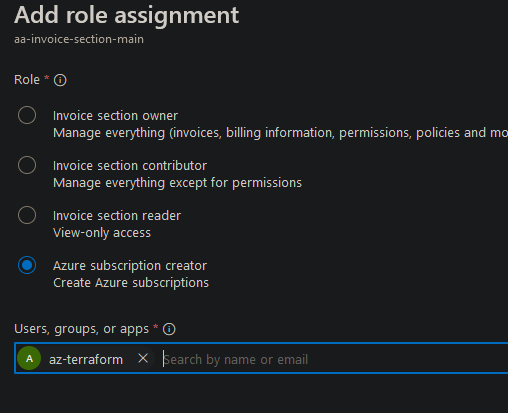 Add role assignment
aa-invoice-section-main
Role *
Invoice section owner
Manage everything (invoices, billing information, permissions, policies and mo
Invoice section contributor
Manage everything except for permissions
Invoice section reader
View-only access
Azure subscription creator
Create Azure subscriptions
Users, groups, or apps *
A az-terraform Search by name or email